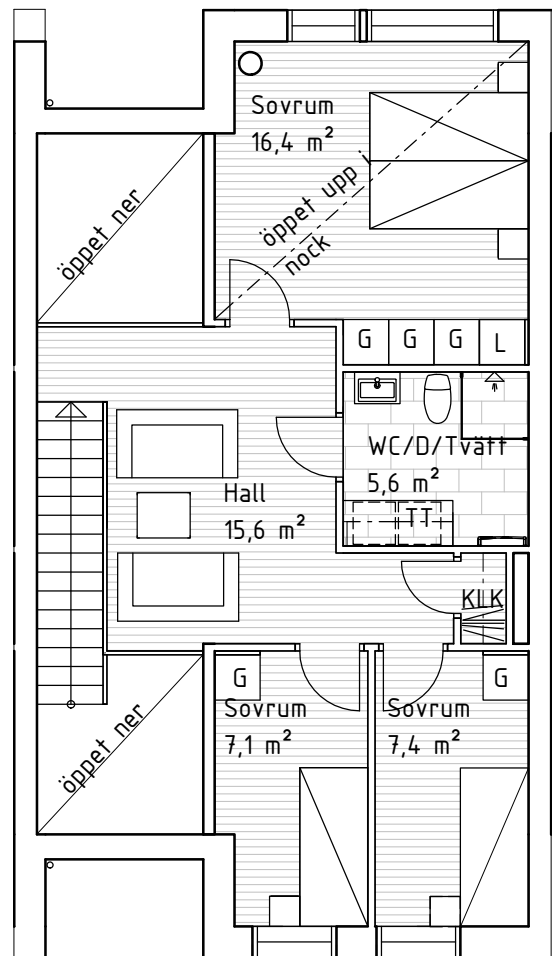 Sovrum
16,4 m²
öppet upp i
nock
öppet ner
G G G L
WC/D/Tvätt
5,6 m²
TT
Hall
15,6 m²
KLK
G
Sovrum
7,1 m²
G
Sovrum
7,4 m²
öppet ner